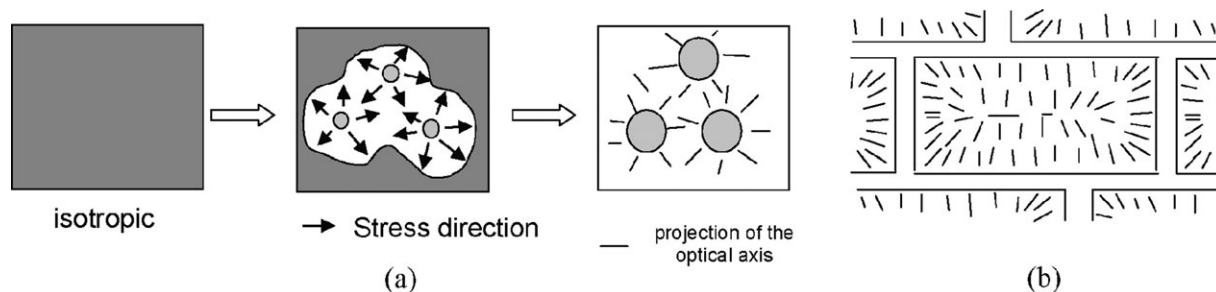 isotropic
Stress direction
projection of the
optical axis
(a)
(b)